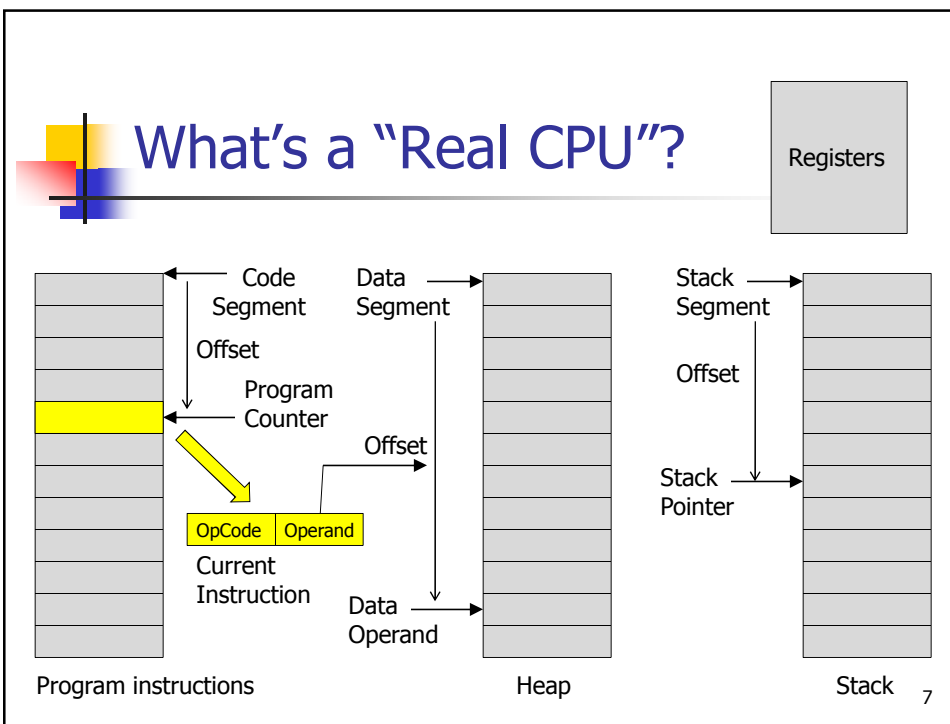 What's a “Real CPU”?
Registers
Code
Segment
Offset
Program
Counter
OpCode
Operand
Current
Instruction
Data
Segment
Offset
Data
Operand
Stack
Segment
Offset
Stack
Pointer
Program instructions
Heap
Stack
7